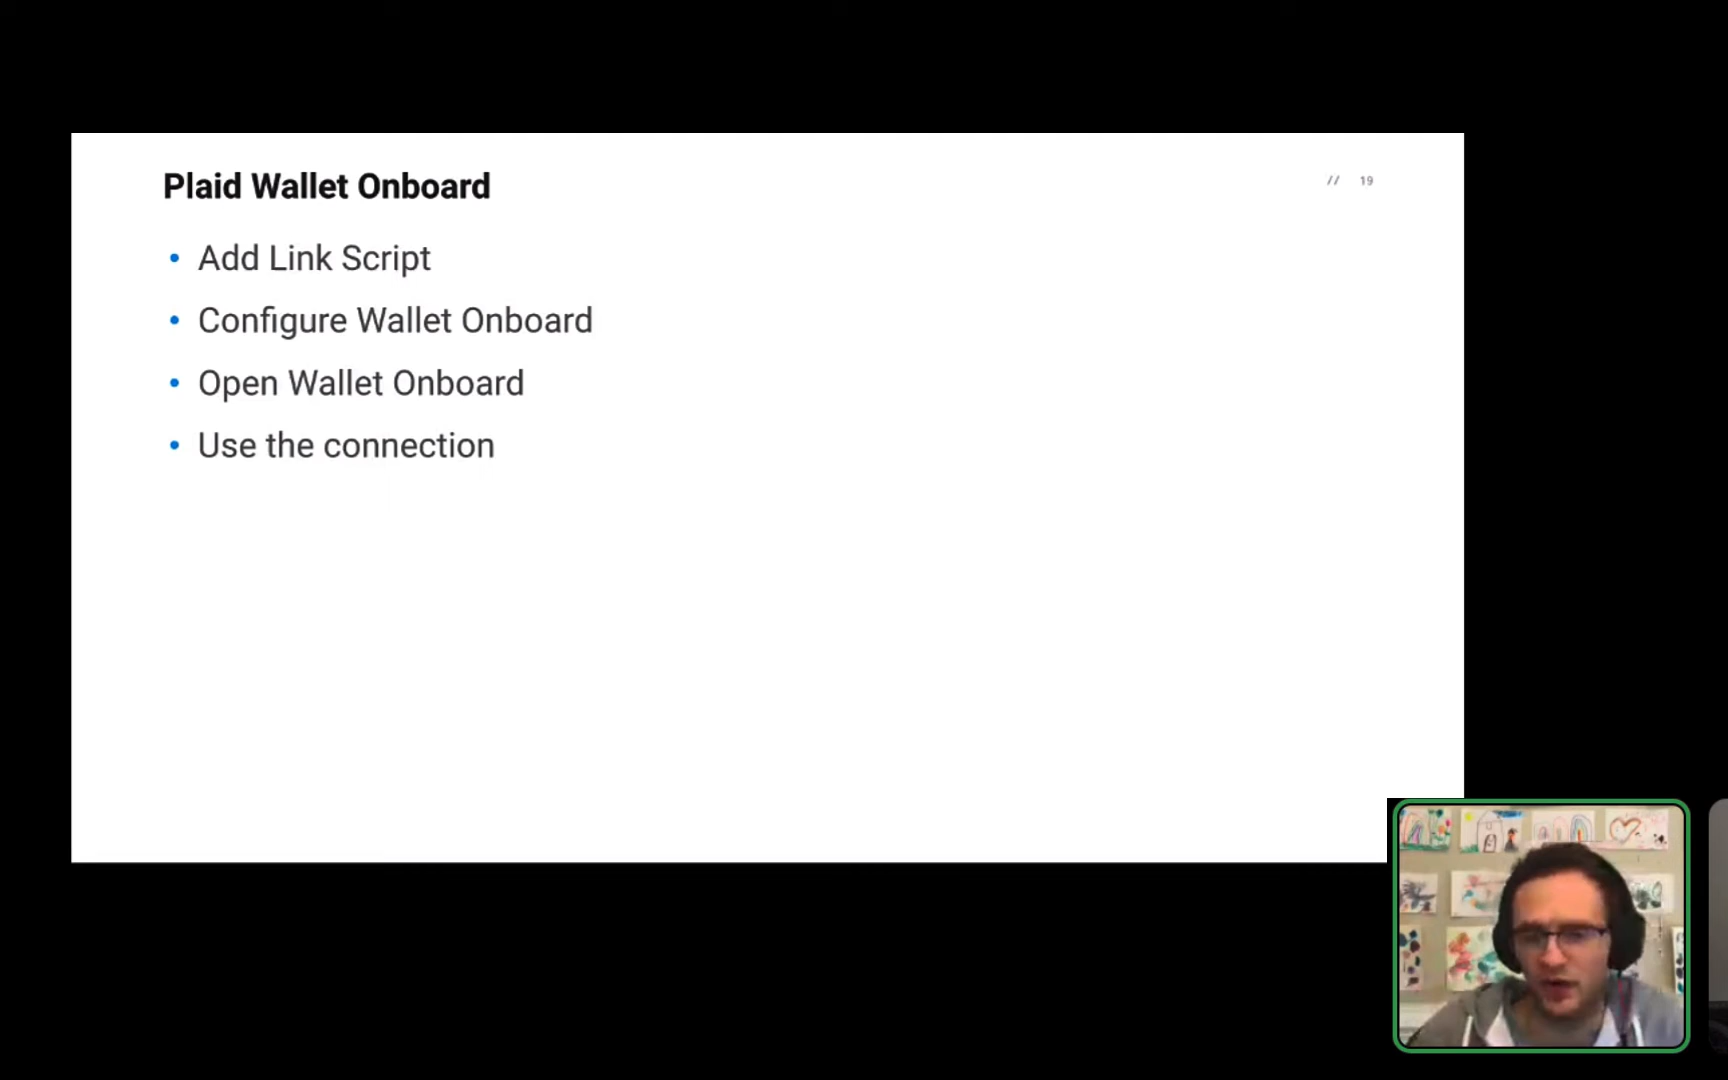 Plaid Wallet Onboard
// 19
• Add Link Script
• Configure Wallet Onboard
• Open Wallet Onboard
• Use the connection